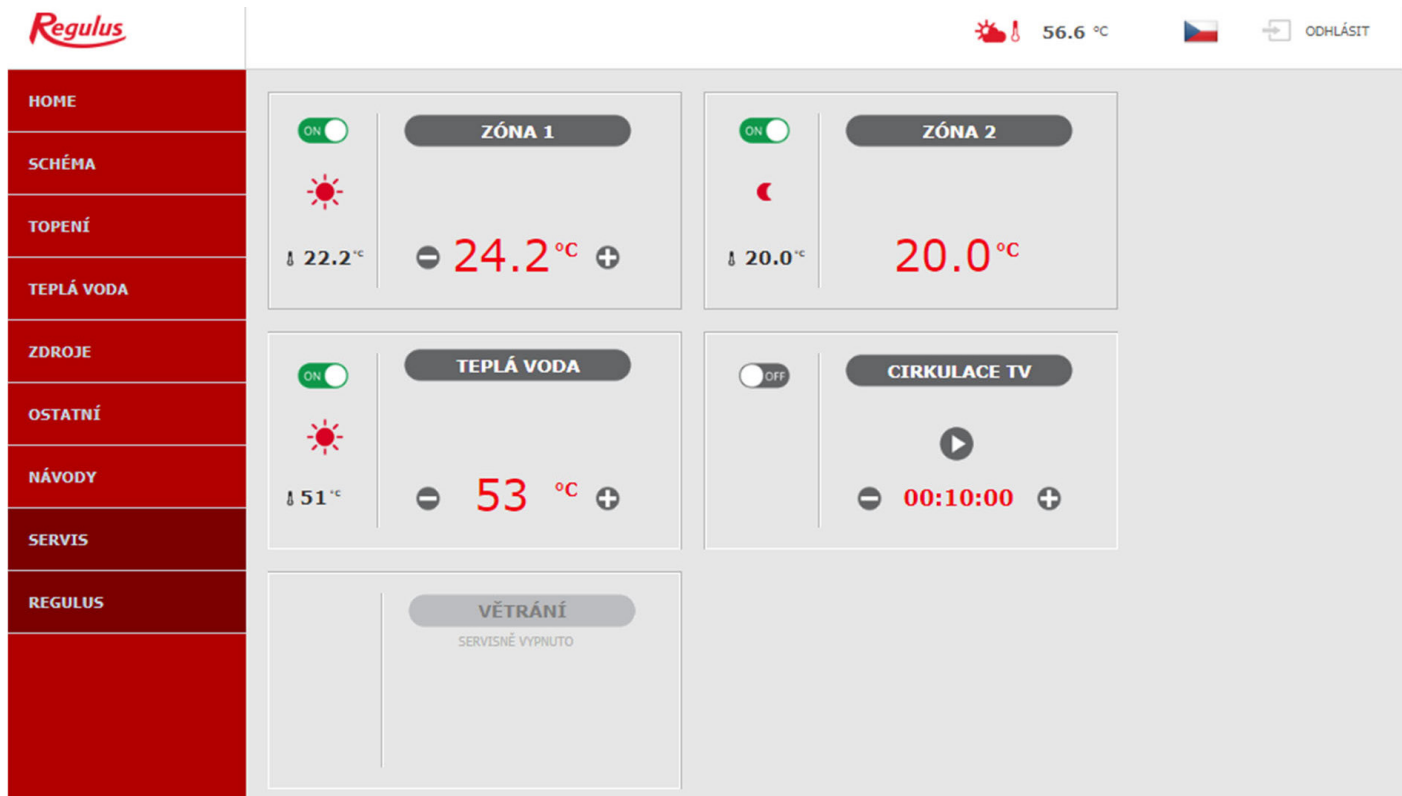 Regulus
56.6 °C
ODHLÁSIT
HOME
SCHÉMA
TOPENÍ
TEPLÁ VODA
ZDROJE
OSTATNÍ
NÁVODY
SERVIS
REGULUS
ON
ZÓNA 1
22.2 °C
24.2 °C
ON
ZÓNA 2
20.0 °C
20.0 °C
ON
TEPLÁ VODA
51 °C
53 °C
OFF
CIRKULACE TV
00:10:00
VĚTRÁNÍ
SERVISNĚ VYPNUTO